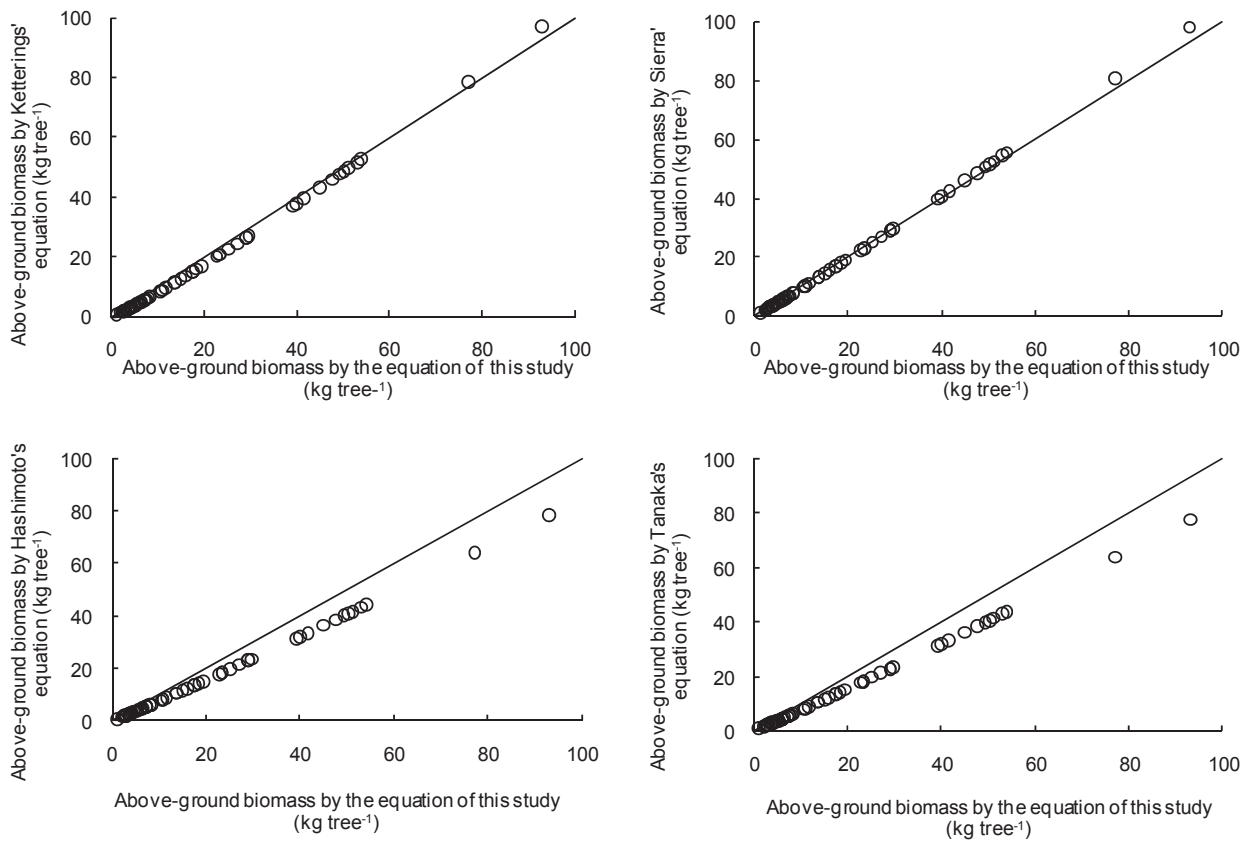 Above-ground biomass by Ketterings'
equation (kg tree-1)
100
80
60
40
20
0
0 20 40 60 80 100
Above-ground biomass by the equation of this study
(kg tree-1)
Above-ground biomass by Sierra'
equation (kg tree-1)
100
80
60
40
20
0
0 20 40 60 80 100
Above-ground biomass by the equation of this study
(kg tree-1)
Above-ground biomass by Hashimoto's
equation (kg tree-1)
100
80
60
40
20
0
0 20 40 60 80 100
Above-ground biomass by the equation of this study
(kg tree-1)
Above-ground biomass by Tanaka's
equation (kg tree-1)
100
80
60
40
20
0
0 20 40 60 80 100
Above-ground biomass by the equation of this study
(kg tree-1)